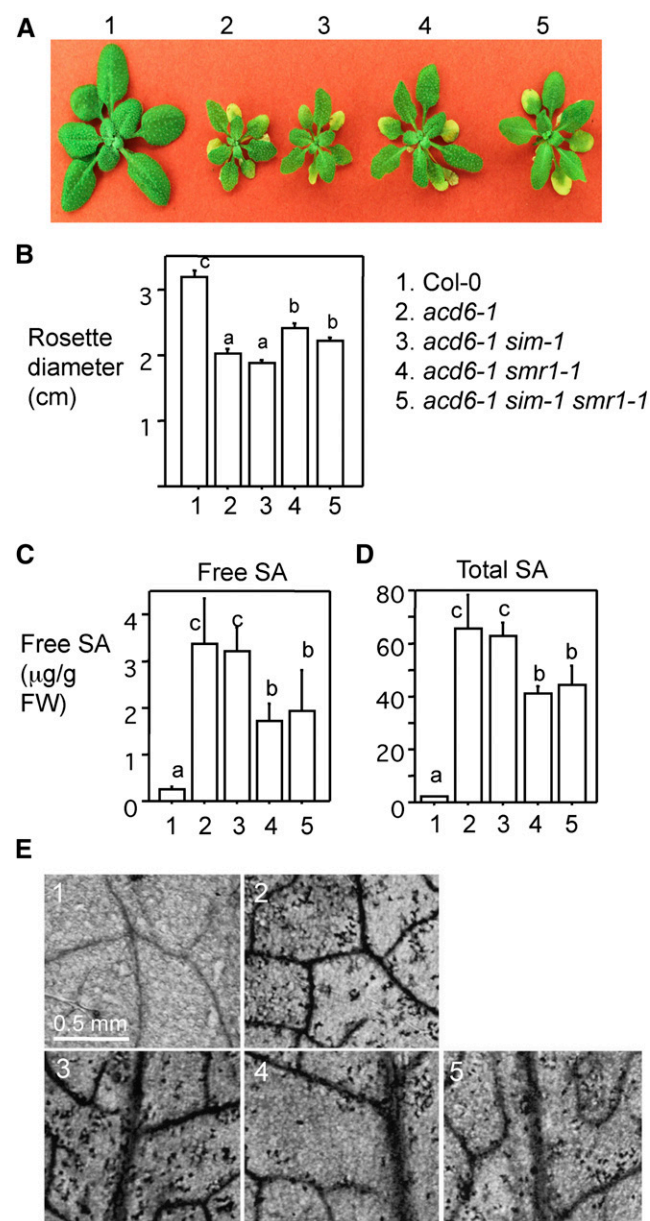 A
1 2 3 4 5
B
c
3
a a b b
2
1
Rosette
diameter
(cm)
1 2 3 4 5
1. Col-0
2. acd6-1
3. acd6-1 sim-1
4. acd6-1 smr1-1
5. acd6-1 sim-1 smr1-1
C
Free SA
Free SA
(μg/g
FW)
4
3
2
1
0
a c c b b
1 2 3 4 5
D
Total SA
80
60
40
20
0
a c c b b
1 2 3 4 5
E
1 2
0.5 mm
3 4 5